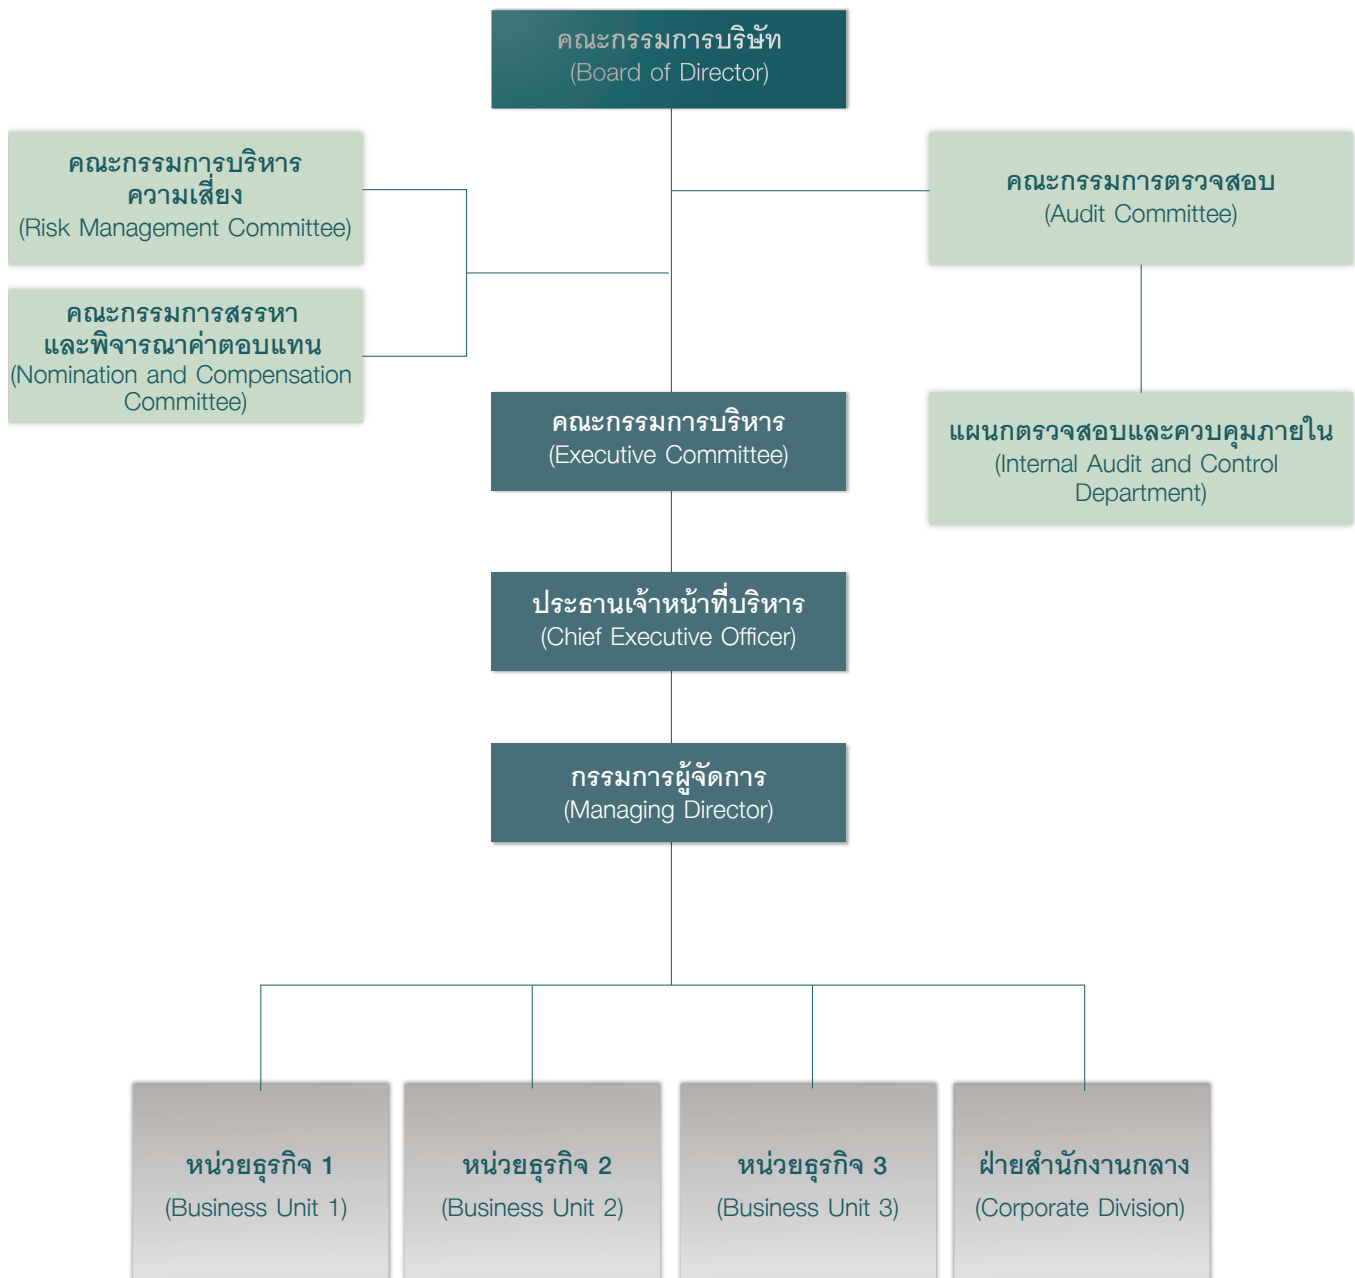 คณะกรรมการบริษัท
(Board of Director)
คณะกรรมการบริหาร
ความเสี่ยง
(Risk Management Committee)
คณะกรรมการตรวจสอบ
(Audit Committee)
คณะกรรมการสรรหา
และพิจารณาค่าตอบแทน
(Nomination and Compensation
Committee)
คณะกรรมการบริหาร
(Executive Committee)
แผนกตรวจสอบและควบคุมภายใน
(Internal Audit and Control
Department)
ประธานเจ้าหน้าที่บริหาร
(Chief Executive Officer)
กรรมการผู้จัดการ
(Managing Director)
หน่วยธุรกิจ 1
(Business Unit 1)
หน่วยธุรกิจ 2
(Business Unit 2)
หน่วยธุรกิจ 3
(Business Unit 3)
ฝ่ายสำนักงานกลาง
(Corporate Division)